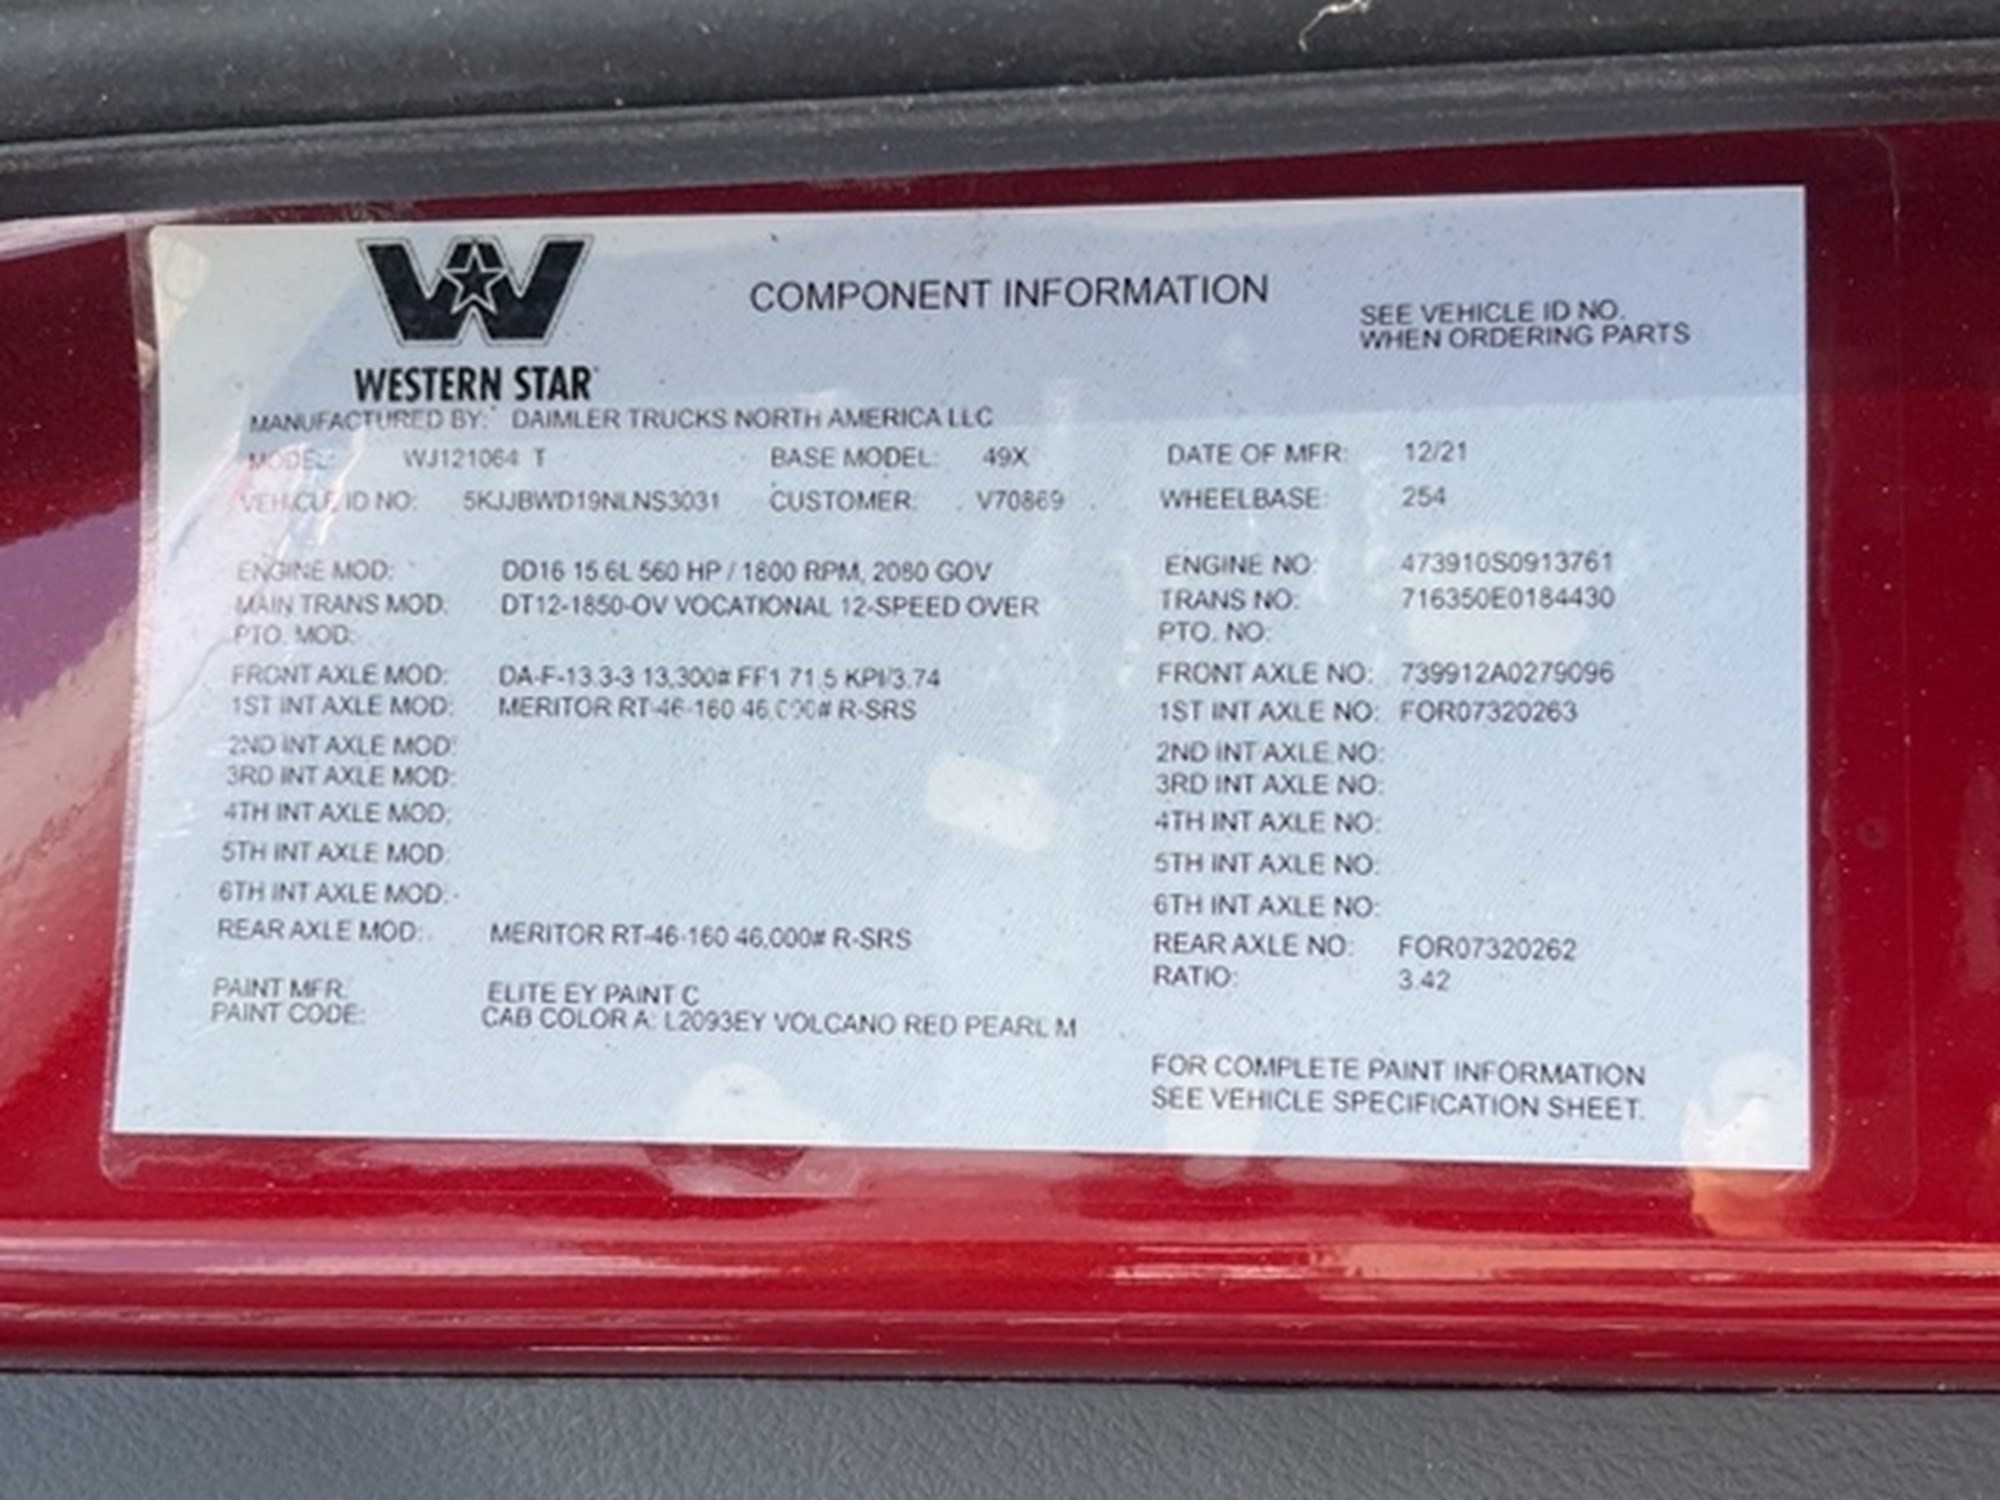 COMPONENT INFORMATION
SEE VEHICLE ID NO.
WHEN ORDERING PARTS
WESTERN STAR
MANUFACTURED BY: DAIMLER TRUCKS NORTH AMERICA LLC
MODEL: WJ121064 T BASE MODEL: 49X DATE OF MFR: 12/21
VEHICLE ID NO: 5KJJBWD19NLNS3031 CUSTOMER: V70869 WHEELBASE: 254
ENGINE MOD: DD16 15.6L 560 HP / 1800 RPM, 2080 GOV ENGINE NO: 473910S0913761
MAIN TRANS MOD: DT12-1850-OV VOCATIONAL 12-SPEED OVER TRANS NO: 716350E0184430
PTO. MOD: PTO. NO:
FRONT AXLE MOD: DA-F-13.3-3 13,300# FF1 71.5 KPI/3.74 FRONT AXLE NO: 739912A0279096
1ST INT AXLE MOD: MERITOR RT-46-160 46,000# R-SRS 1ST INT AXLE NO: FOR07320263
2ND INT AXLE MOD: 2ND INT AXLE NO:
3RD INT AXLE MOD: 3RD INT AXLE NO:
4TH INT AXLE MOD: 4TH INT AXLE NO:
5TH INT AXLE MOD: 5TH INT AXLE NO:
6TH INT AXLE MOD: 6TH INT AXLE NO:
REAR AXLE MOD: MERITOR RT-46-160 46,000# R-SRS REAR AXLE NO: FOR07320262
RATIO: 3.42
PAINT MFR: ELITE EY PAINT C
PAINT CODE: CAB COLOR A: L2093EY VOLCANO RED PEARL M
FOR COMPLETE PAINT INFORMATION
SEE VEHICLE SPECIFICATION SHEET.